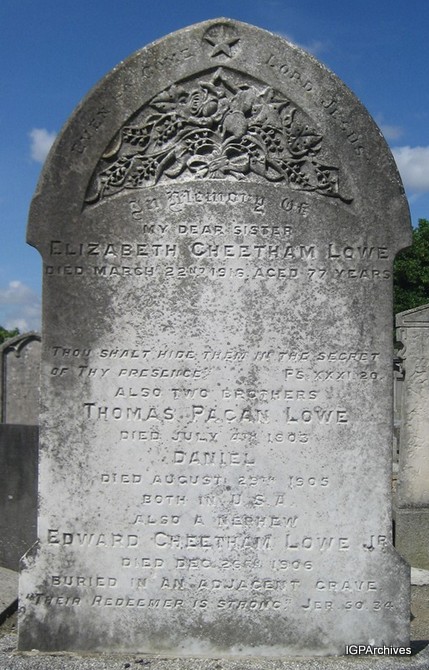 EVEN SO COME LORD JESUS
In Memory OF
MY DEAR SISTER
ELIZABETH CHEETHAM LOWE
DIED MARCH 22ND 1916, AGED 77 YEARS
THOU SHALT HIDE THEM IN THE SECRET
OF THY PRESENCE" PS. XXXI.20.
ALSO TWO BROTHERS
THOMAS PAGAN LOWE
DIED JULY 4TH 1903
DANIEL
DIED AUGUST 29TH 1905
BOTH IN U.S.A
ALSO A NEPHEW
EDWARD CHEETHAM LOWE JR
DIED DEC. 26TH 1906
BURIED IN AN ADJACENT GRAVE
"THEIR REDEEMER IS STRONG" JER. 50.34.
IGPArchives